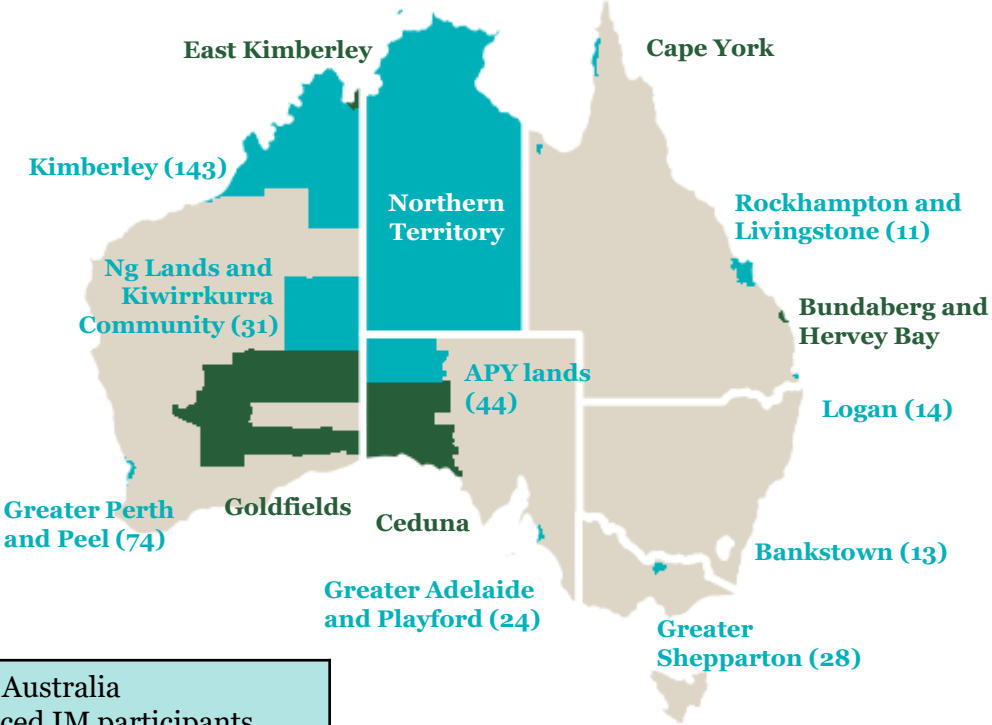 East Kimberley
Cape York
Kimberley (143)
Northern
Territory
Rockhampton and
Livingstone (11)
Ng Lands and
Kiwirrkurra
Community (31)
Bundaberg and
Hervey Bay
APY lands
(44)
Logan (14)
Greater Perth
and Peel (74)
Goldfields
Ceduna
Bankstown (13)
Greater Adelaide
and Playford (24)
Greater
Shepparton (28)
Australia
IM participants